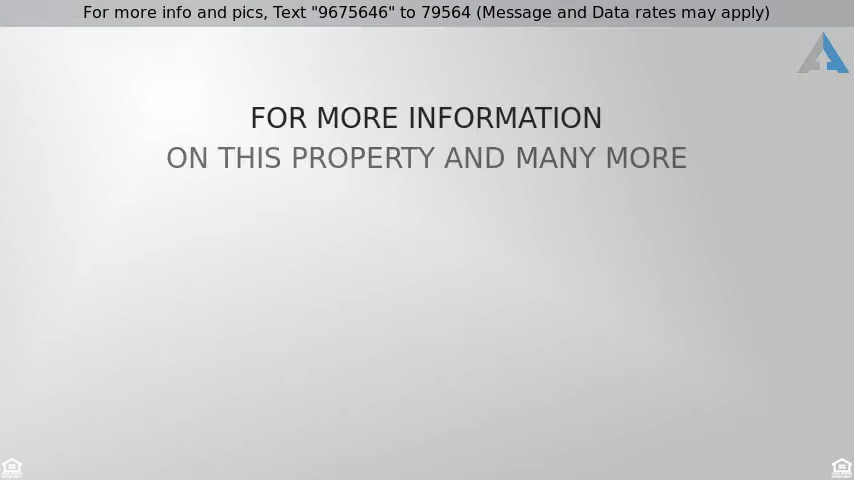 For more info and pics, Text "9675646" to 79564 (Message and Data rates may apply)
FOR MORE INFORMATION
ON THIS PROPERTY AND MANY MORE